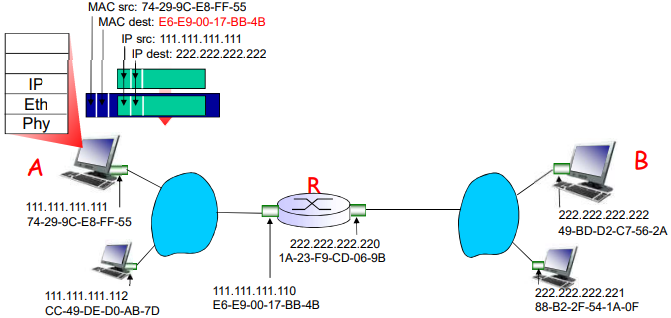 MAC src: 74-29-9C-E8-FF-55
MAC dest: E6-E9-00-17-BB-4B
IP src: 111.111.111.111
IP dest: 222.222.222.222
IP
Eth
Phy
A
R
B
111.111.111.111
74-29-9C-E8-FF-55
222.222.222.222
49-BD-D2-C7-56-2A
222.222.222.220
1A-23-F9-CD-06-9B
111.111.111.112
CC-49-DE-D0-AB-7D
111.111.111.110
E6-E9-00-17-BB-4B
222.222.222.221
88-B2-2F-54-1A-0F